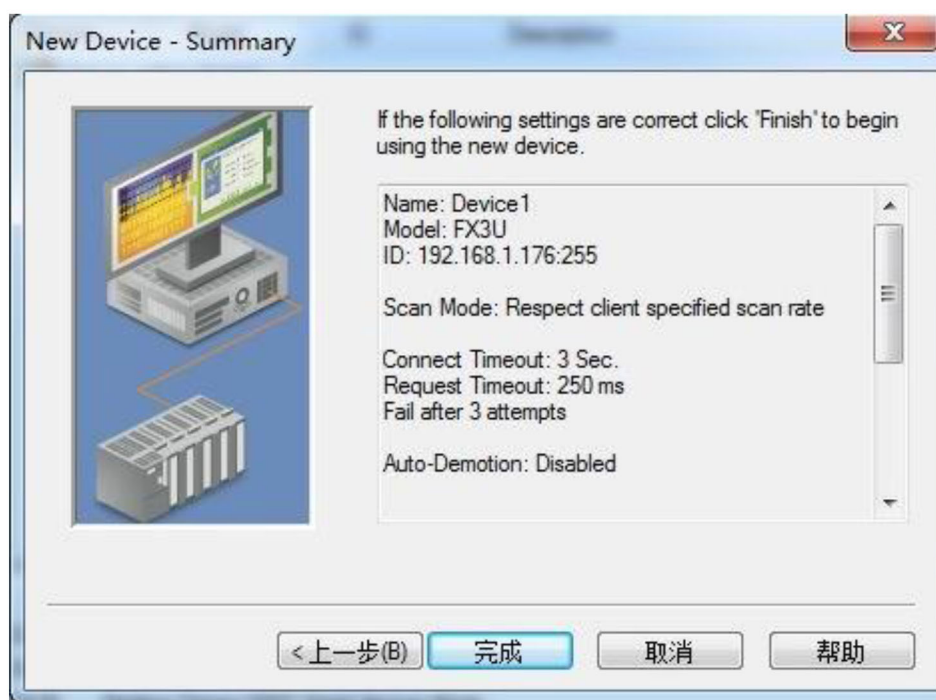 New Device - Summary
If the following settings are correct click 'Finish' to begin
using the new device.
Name: Device1
Model: FX3U
ID: 192.168.1.176:255
Scan Mode: Respect client specified scan rate
Connect Timeout: 3 Sec.
Request Timeout: 250 ms
Fail after 3 attempts
Auto-Demotion: Disabled
<上一步(B)
完成
取消
帮助